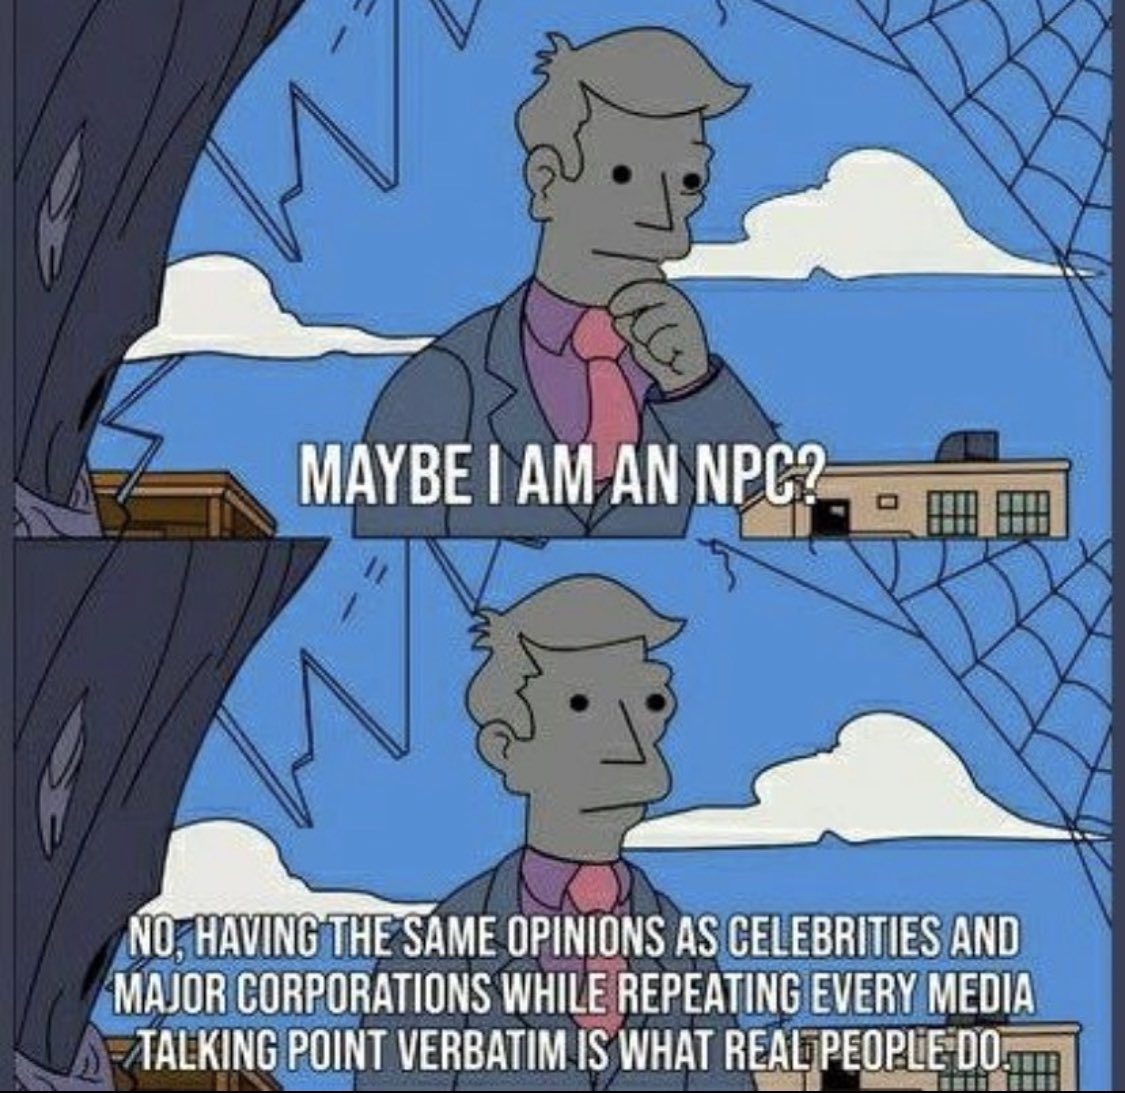 MAYBE I AM AN NPC?
NO, HAVING THE SAME OPINIONS AS CELEBRITIES AND
MAJOR CORPORATIONS WHILE REPEATING EVERY MEDIA
TALKING POINT VERBATIM IS WHAT REAL PEOPLE DO.